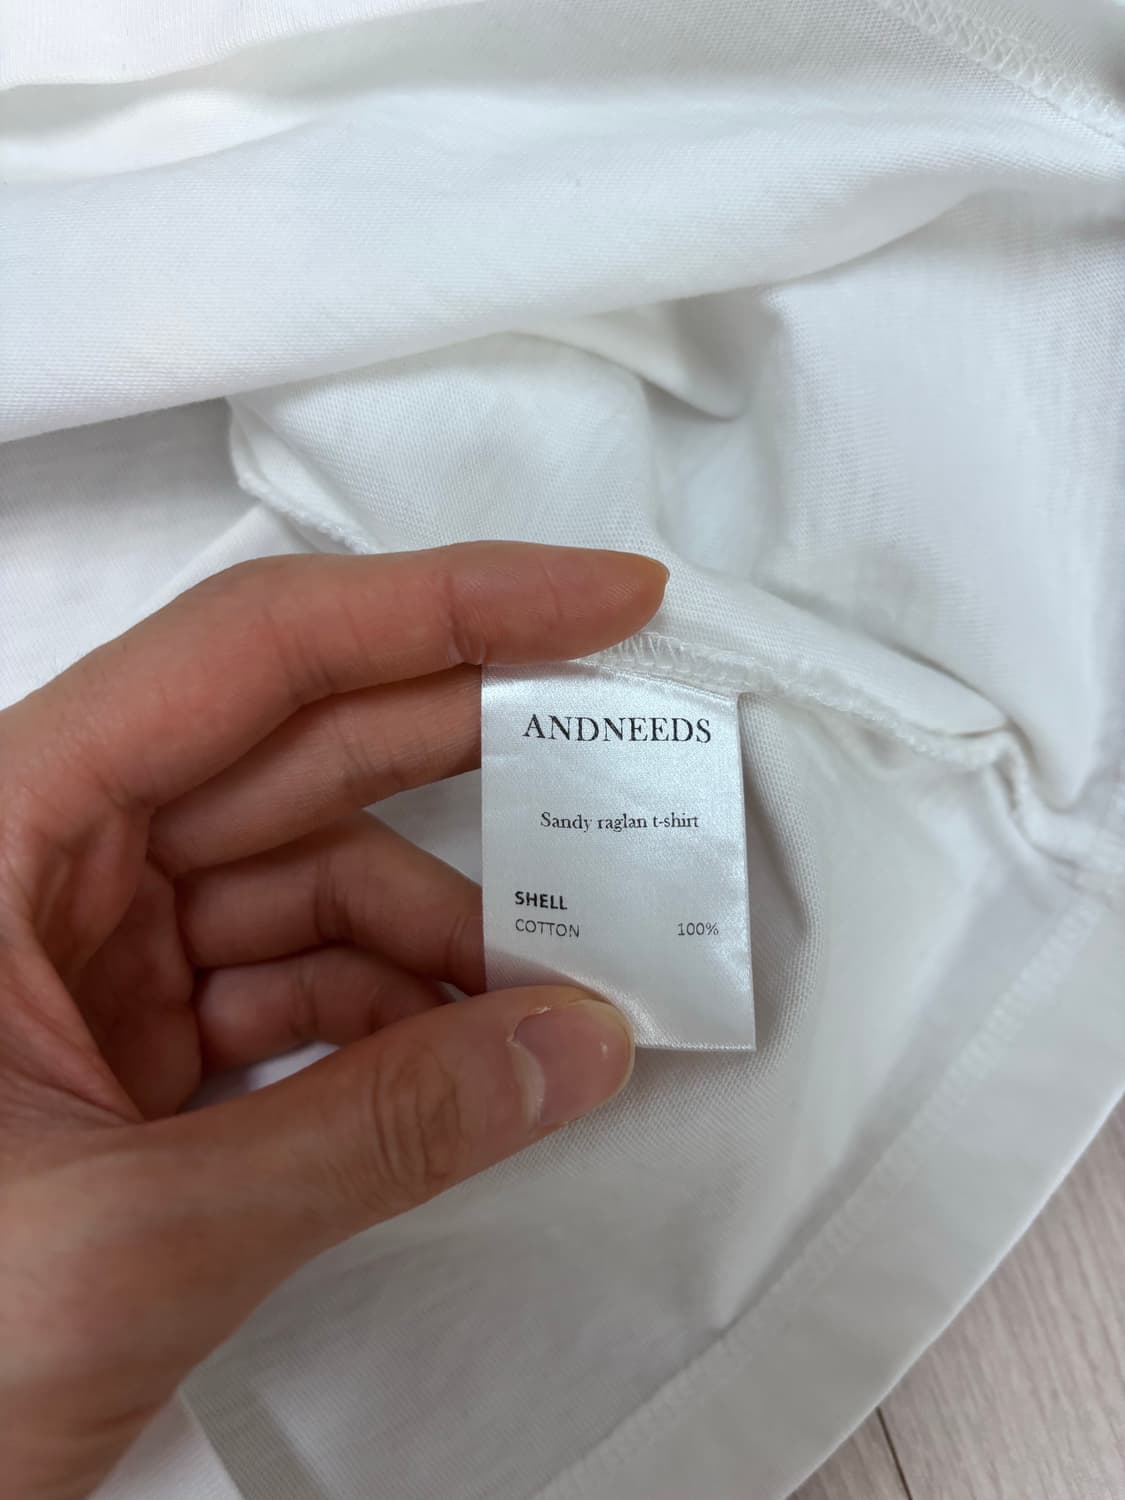 ANDNEEDS
Sandy raglan t-shirt
SHELL
COTTON 100%